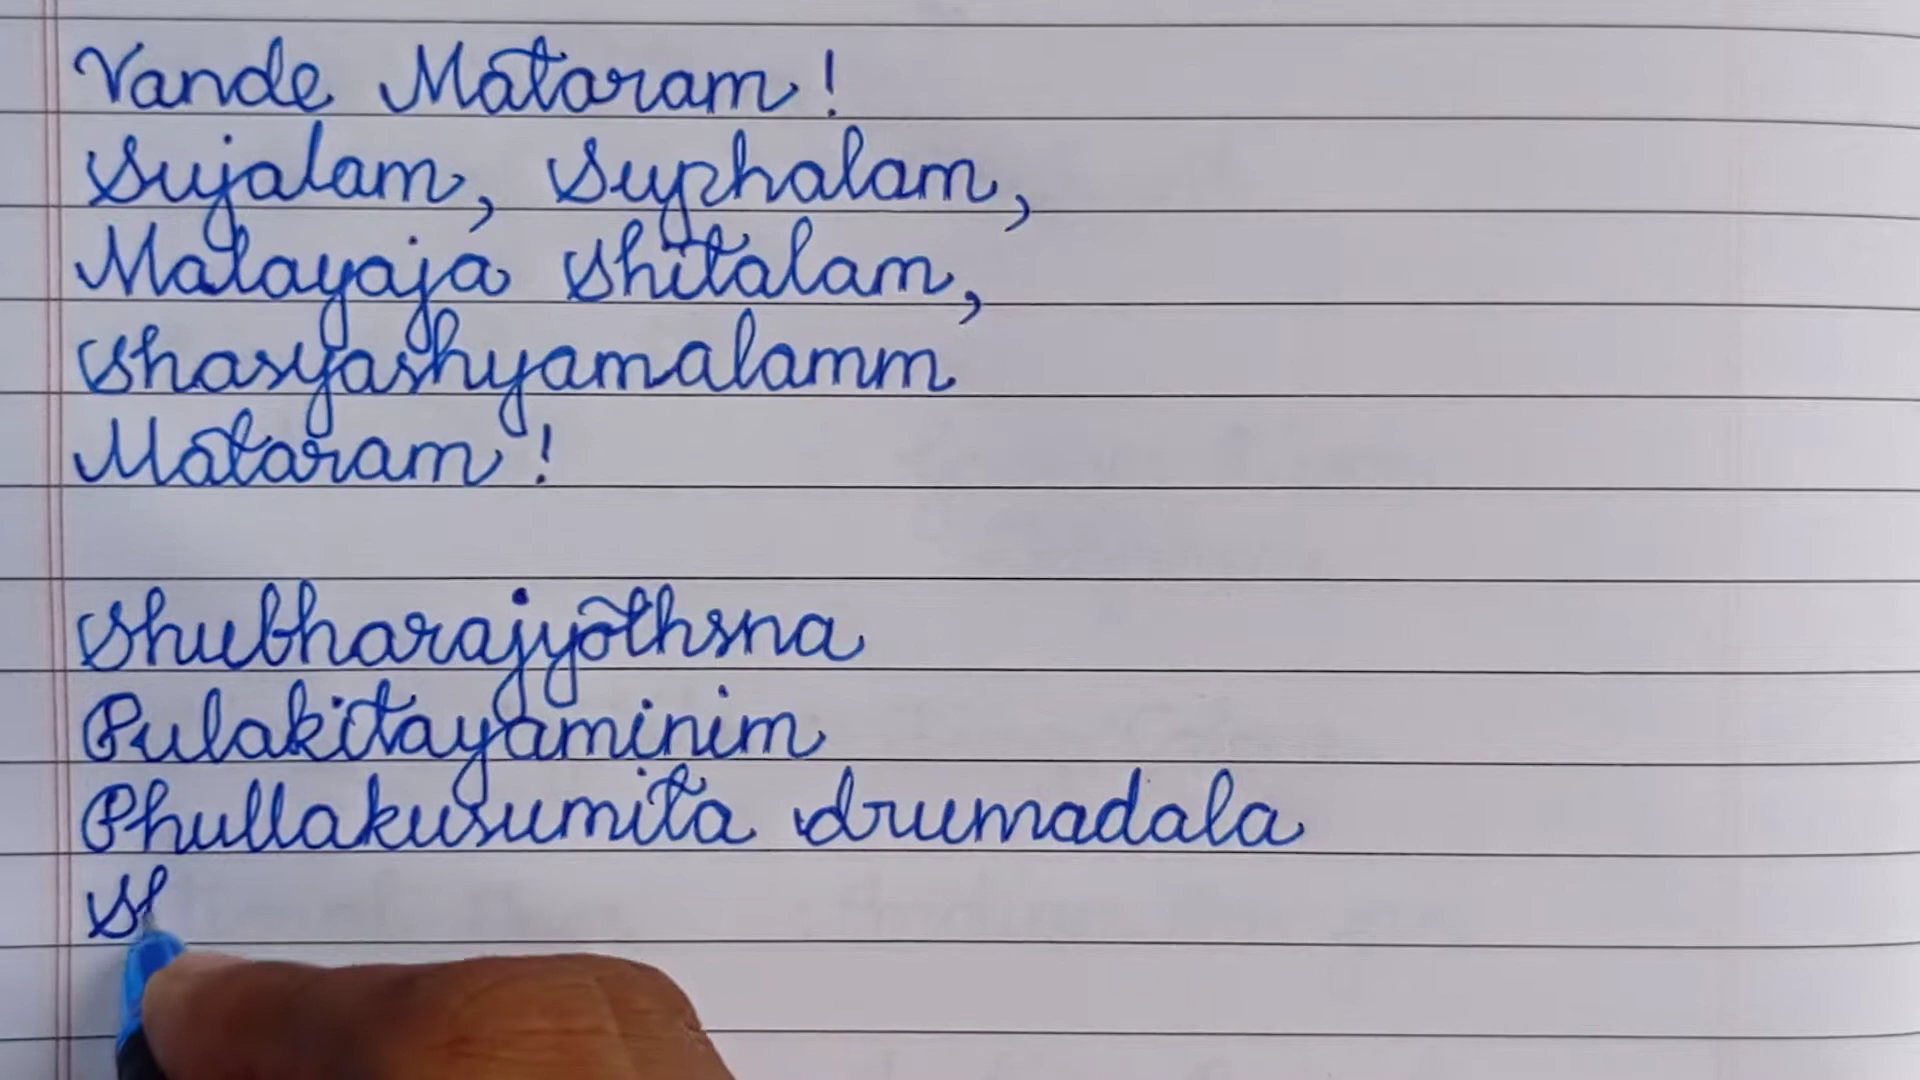 Vande Mataram!
Sujalam, Suphalam,
Malayaja Shitalam,
Shasyashyamalamm
Mataram!
Shubharajyothsna
Pulakitayaminim
Phullakusumita drumadala